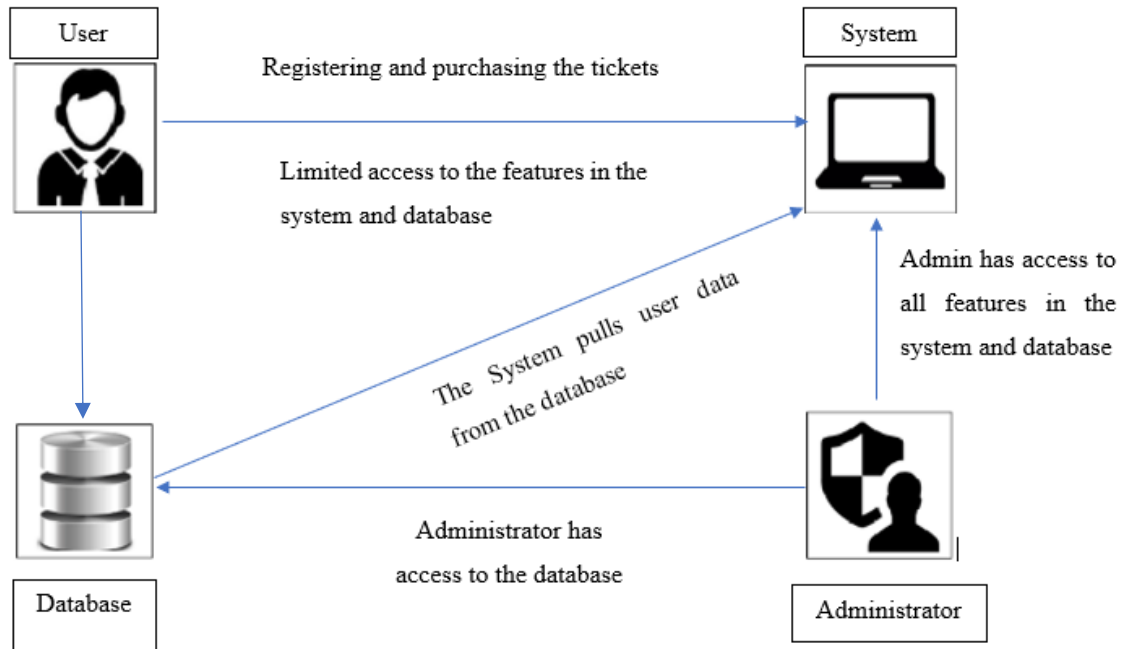 User
System
Registering and purchasing the tickets
Limited access to the features in the
system and database
Admin has access to
all features in the
system and database
The System pulls user data
from the database
Administrator has
access to the database
Database
Administrator